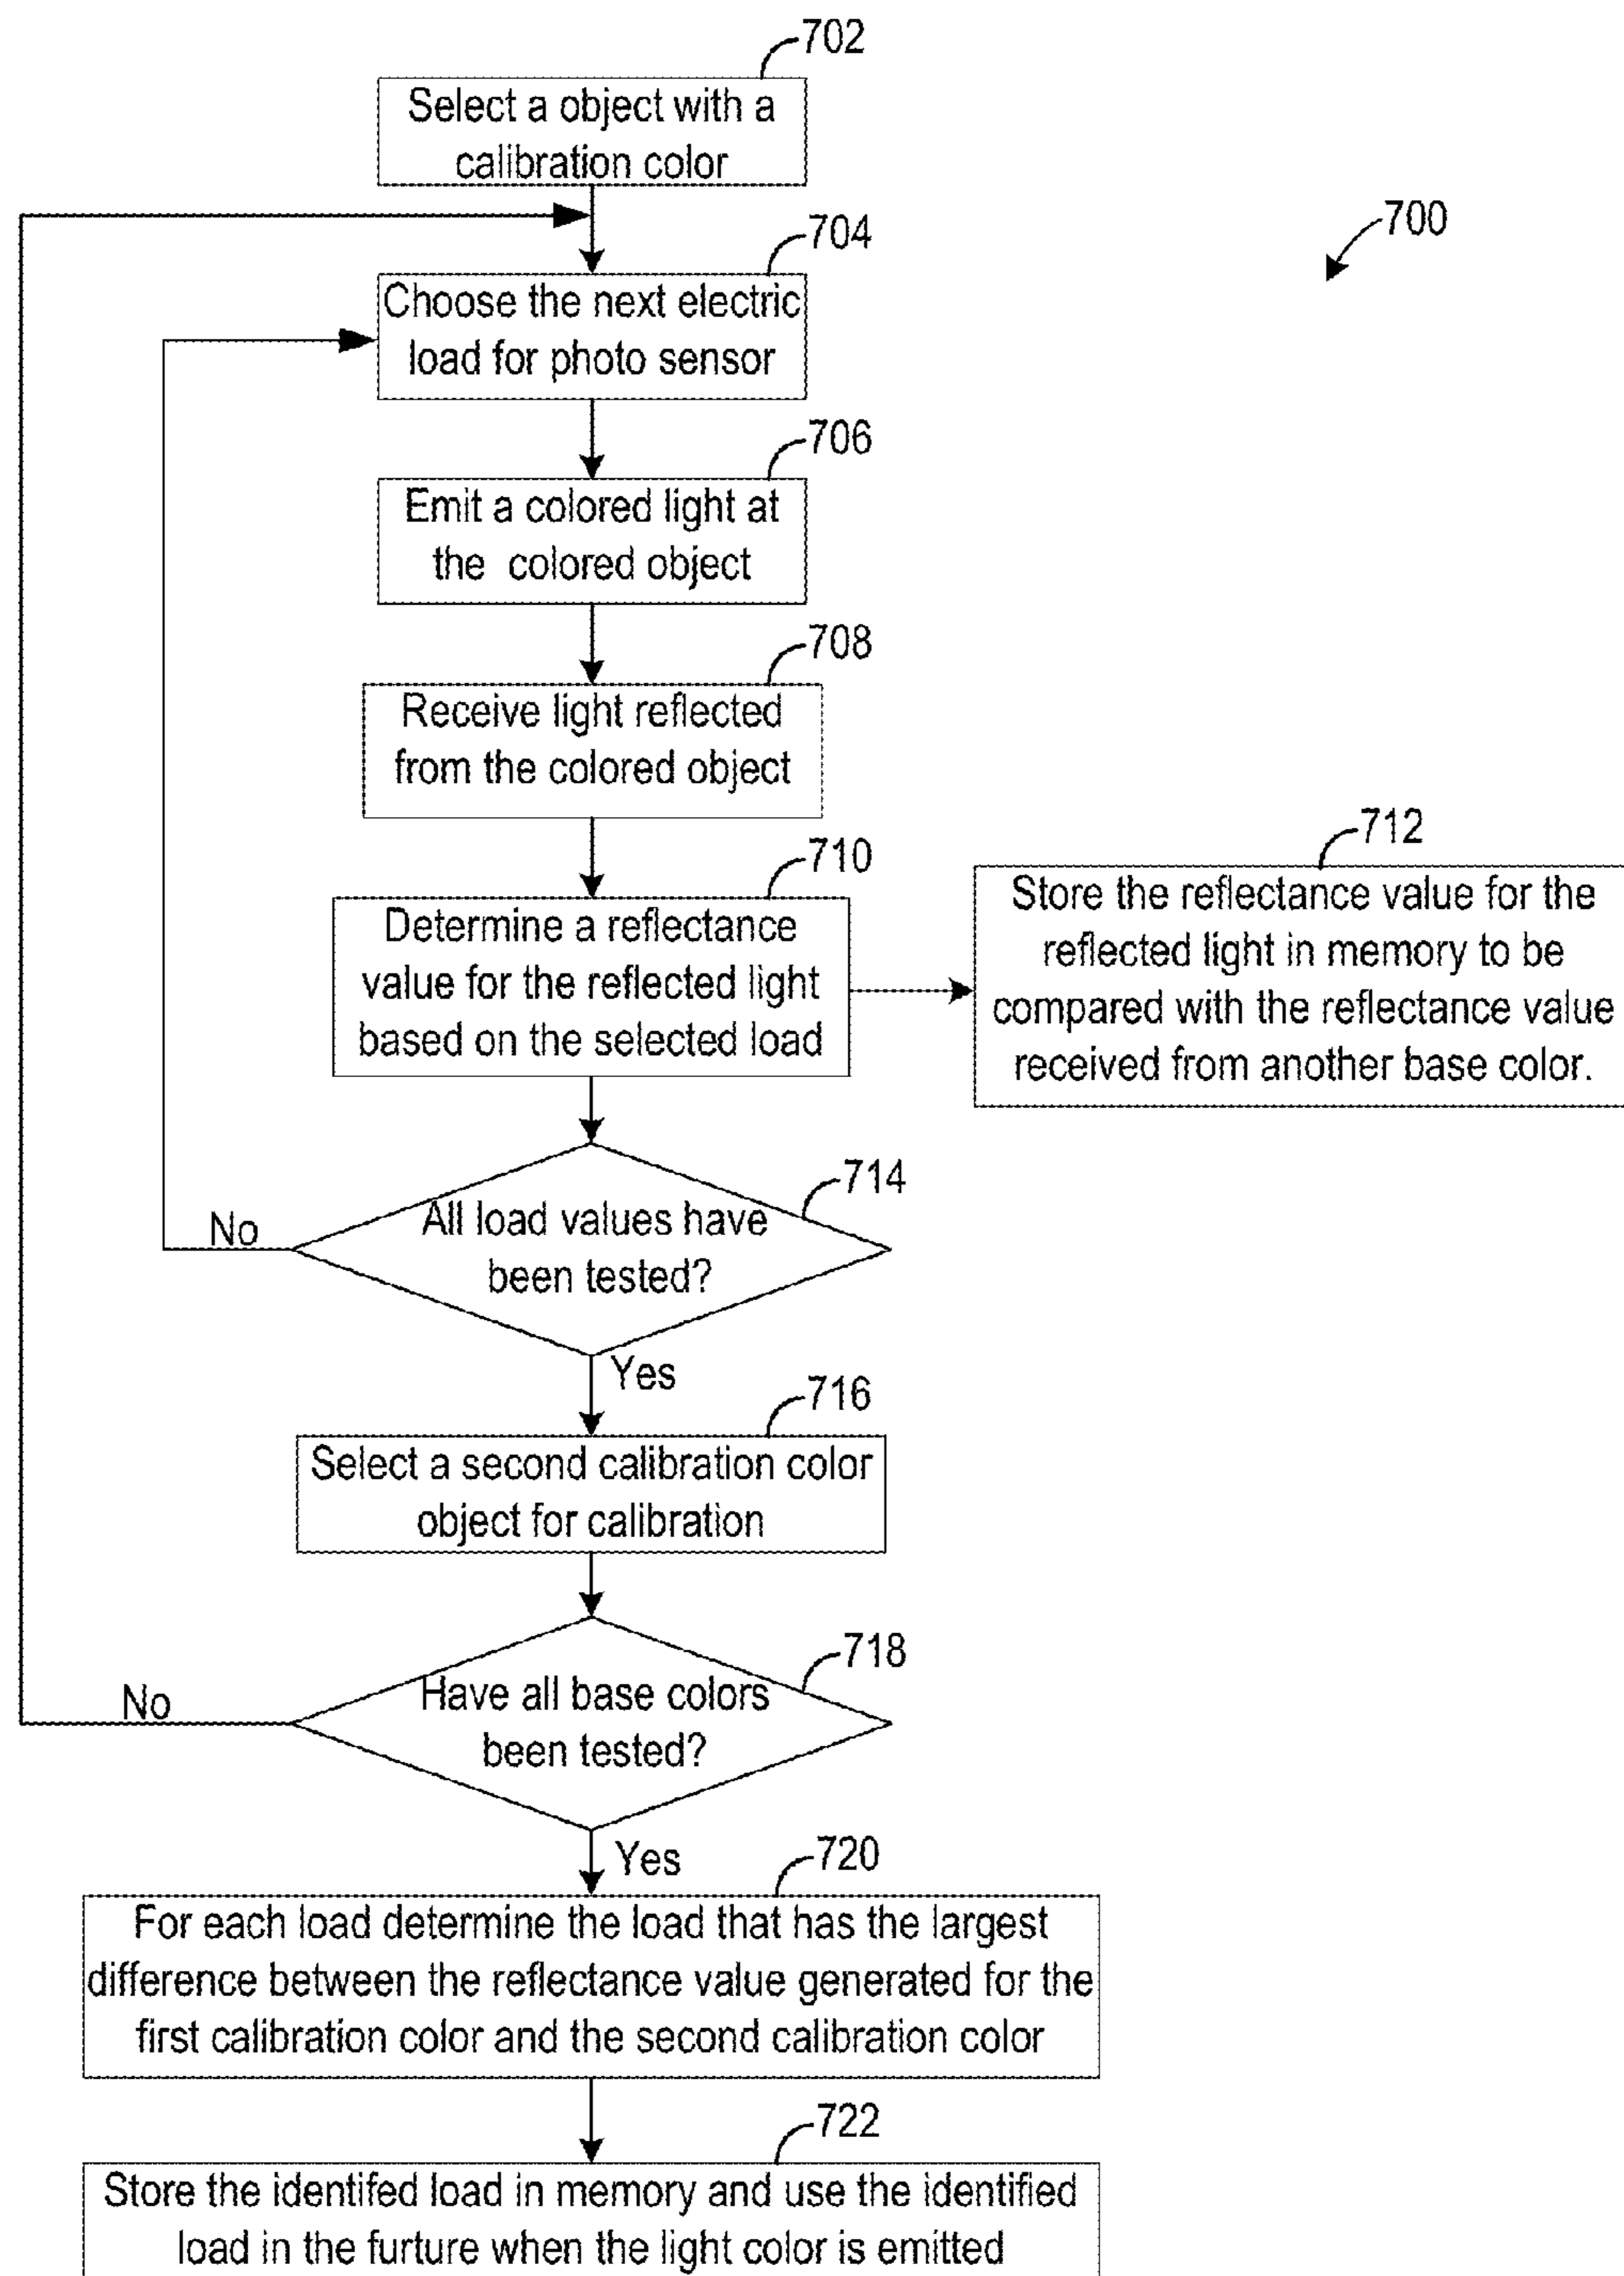 702
Select a object with a
calibration color
700
704
Choose the next electric
load for photo sensor
706
Emit a colored light at
the colored object
708
Receive light reflected
from the colored object
710
Determine a reflectance
value for the reflected light
based on the selected load
712
Store the reflectance value for the
reflected light in memory to be
compared with the reflectance value
received from another base color.
714
All load values have
been tested?
No
Yes
716
Select a second calibration color
object for calibration
718
Have all base colors
been tested?
No
Yes
720
For each load determine the load that has the largest
difference between the reflectance value generated for the
first calibration color and the second calibration color
722
Store the identifed load in memory and use the identified
load in the furture when the light color is emitted